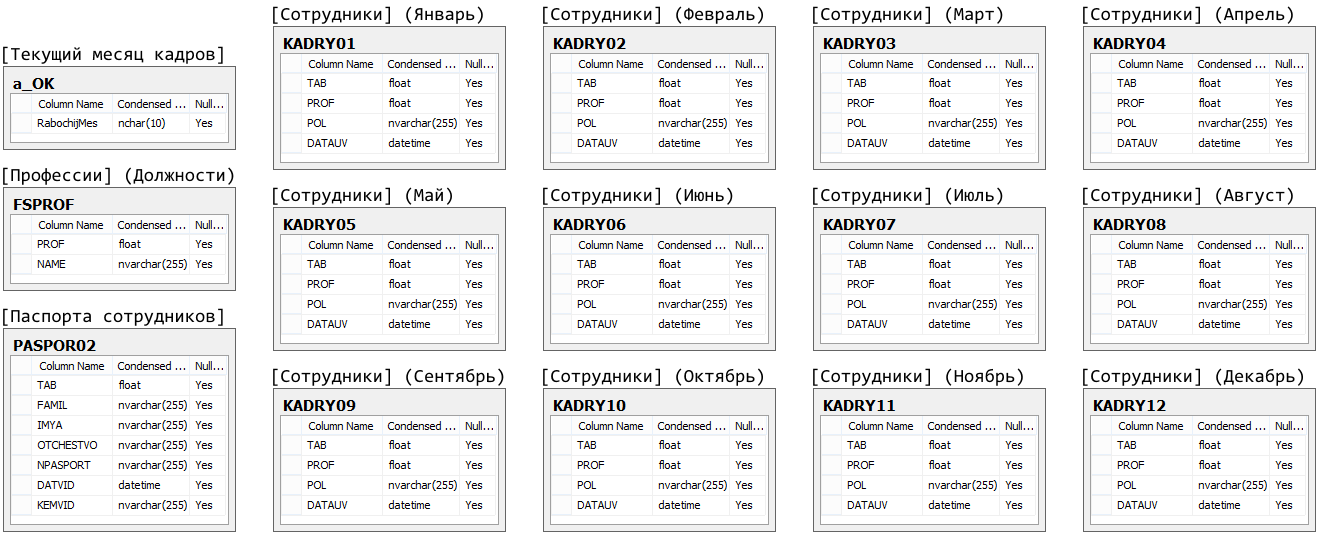 [Текущий месяц кадров]
a_OK
Column Name Condensed ... Null...
RabochijMes nchar(10) Yes
[Профессии] (Должности)
FSPROF
Column Name Condensed ... Null...
PROF float Yes
NAME nvarchar(255) Yes
[Паспорта сотрудников]
PASPOR02
Column Name Condensed ... Null...
TAB float Yes
FAMIL nvarchar(255) Yes
IMYA nvarchar(255) Yes
OTCHESTVO nvarchar(255) Yes
NPASPORT nvarchar(255) Yes
DATVID datetime Yes
KEMVID nvarchar(255) Yes
[Сотрудники] (Январь)
KADRY01
Column Name Condensed ... Null...
TAB float Yes
PROF float Yes
POL nvarchar(255) Yes
DATAUV datetime Yes
[Сотрудники] (Февраль)
KADRY02
Column Name Condensed ... Null...
TAB float Yes
PROF float Yes
POL nvarchar(255) Yes
DATAUV datetime Yes
[Сотрудники] (Март)
KADRY03
Column Name Condensed ... Null...
TAB float Yes
PROF float Yes
POL nvarchar(255) Yes
DATAUV datetime Yes
[Сотрудники] (Апрель)
KADRY04
Column Name Condensed ... Null...
TAB float Yes
PROF float Yes
POL nvarchar(255) Yes
DATAUV datetime Yes
[Сотрудники] (Май)
KADRY05
Column Name Condensed ... Null...
TAB float Yes
PROF float Yes
POL nvarchar(255) Yes
DATAUV datetime Yes
[Сотрудники] (Июнь)
KADRY06
Column Name Condensed ... Null...
TAB float Yes
PROF float Yes
POL nvarchar(255) Yes
DATAUV datetime Yes
[Сотрудники] (Июль)
KADRY07
Column Name Condensed ... Null...
TAB float Yes
PROF float Yes
POL nvarchar(255) Yes
DATAUV datetime Yes
[Сотрудники] (Август)
KADRY08
Column Name Condensed ... Null...
TAB float Yes
PROF float Yes
POL nvarchar(255) Yes
DATAUV datetime Yes
[Сотрудники] (Сентябрь)
KADRY09
Column Name Condensed ... Null...
TAB float Yes
PROF float Yes
POL nvarchar(255) Yes
DATAUV datetime Yes
[Сотрудники] (Октябрь)
KADRY10
Column Name Condensed ... Null...
TAB float Yes
PROF float Yes
POL nvarchar(255) Yes
DATAUV datetime Yes
[Сотрудники] (Ноябрь)
KADRY11
Column Name Condensed ... Null...
TAB float Yes
PROF float Yes
POL nvarchar(255) Yes
DATAUV datetime Yes
[Сотрудники] (Декабрь)
KADRY12
Column Name Condensed ... Null...
TAB float Yes
PROF float Yes
POL nvarchar(255) Yes
DATAUV datetime Yes